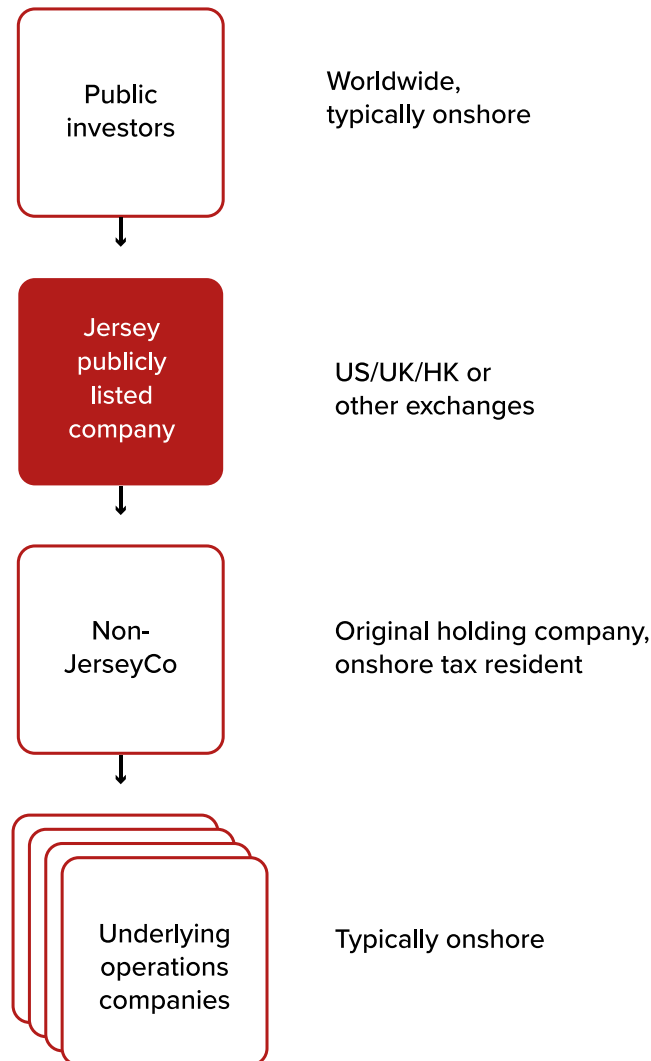 Public
investors
Worldwide,
typically onshore
Jersey
publicly
listed
company
US/UK/HK or
other exchanges
Non-
JerseyCo
Original holding company,
onshore tax resident
Underlying
operations
companies
Typically onshore